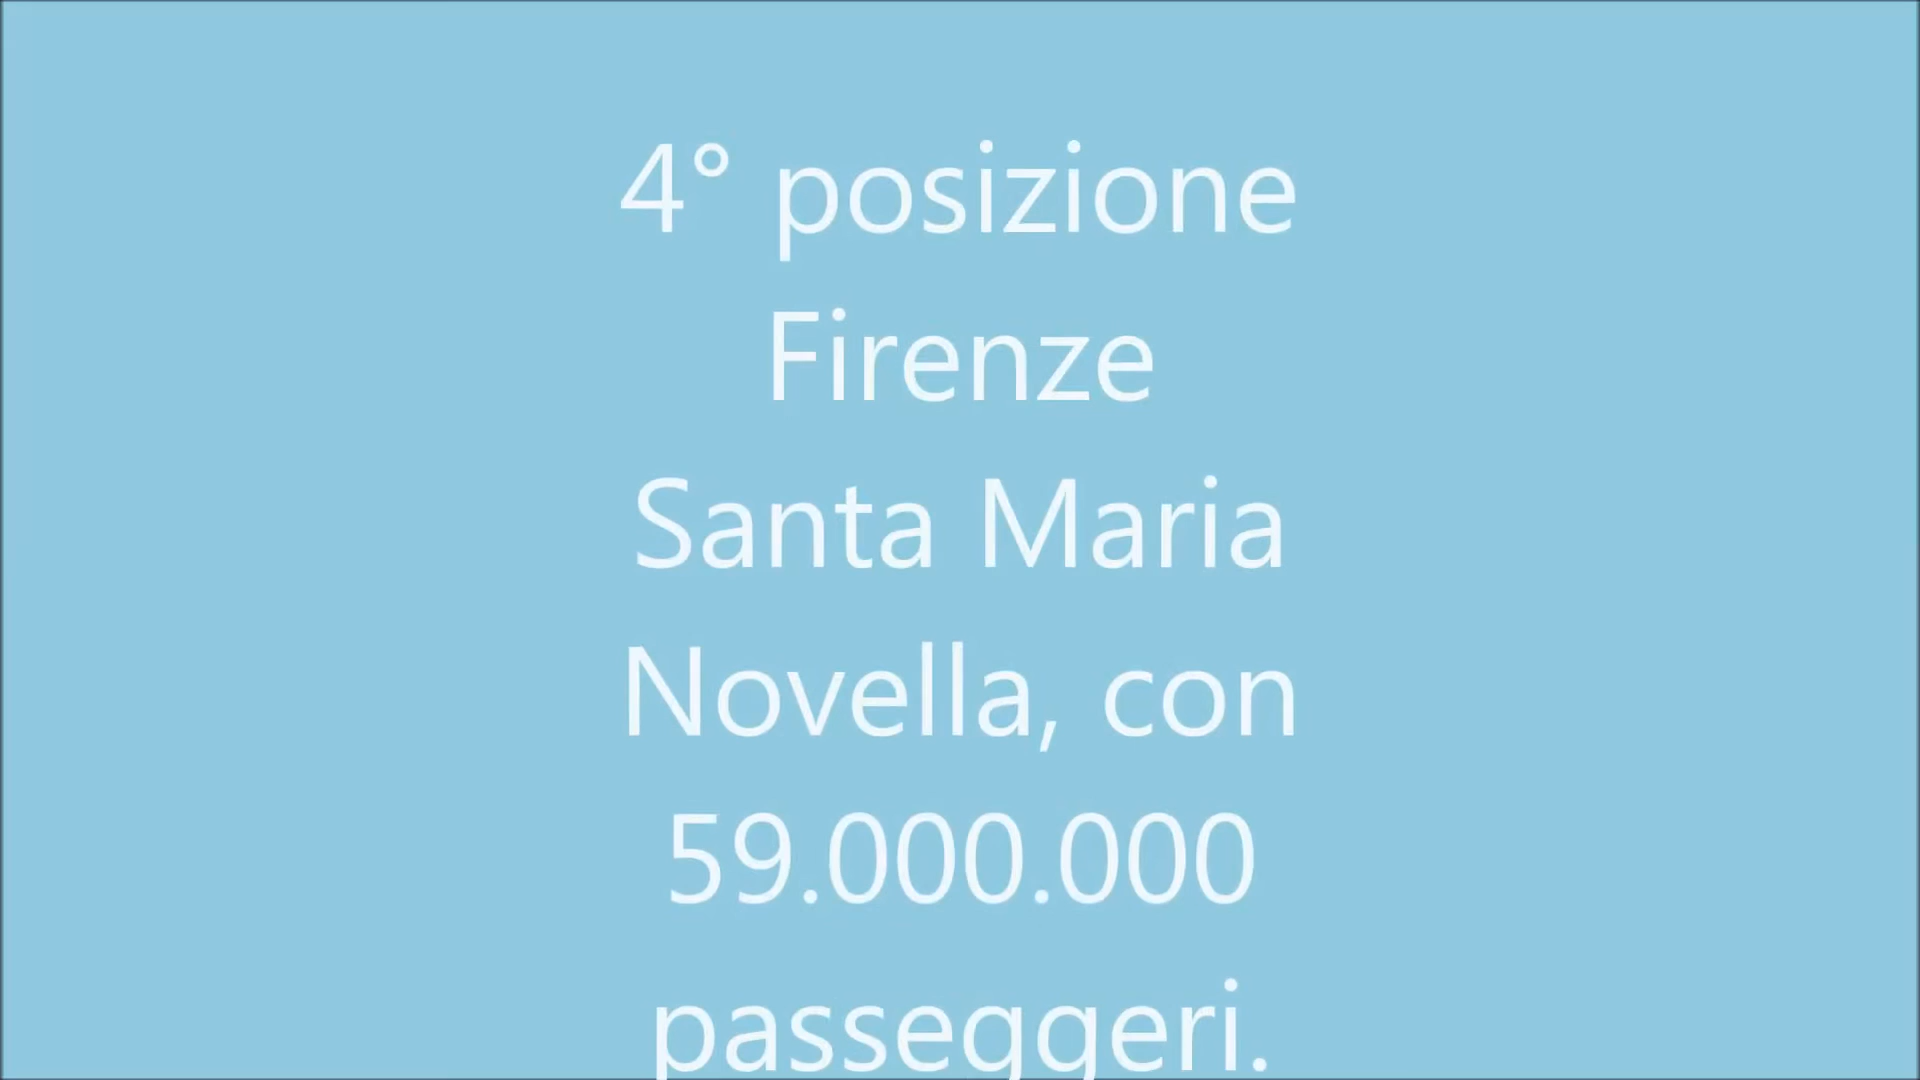 4° posizione
Firenze
Santa Maria
Novella, con
59.000.000
passeggeri.